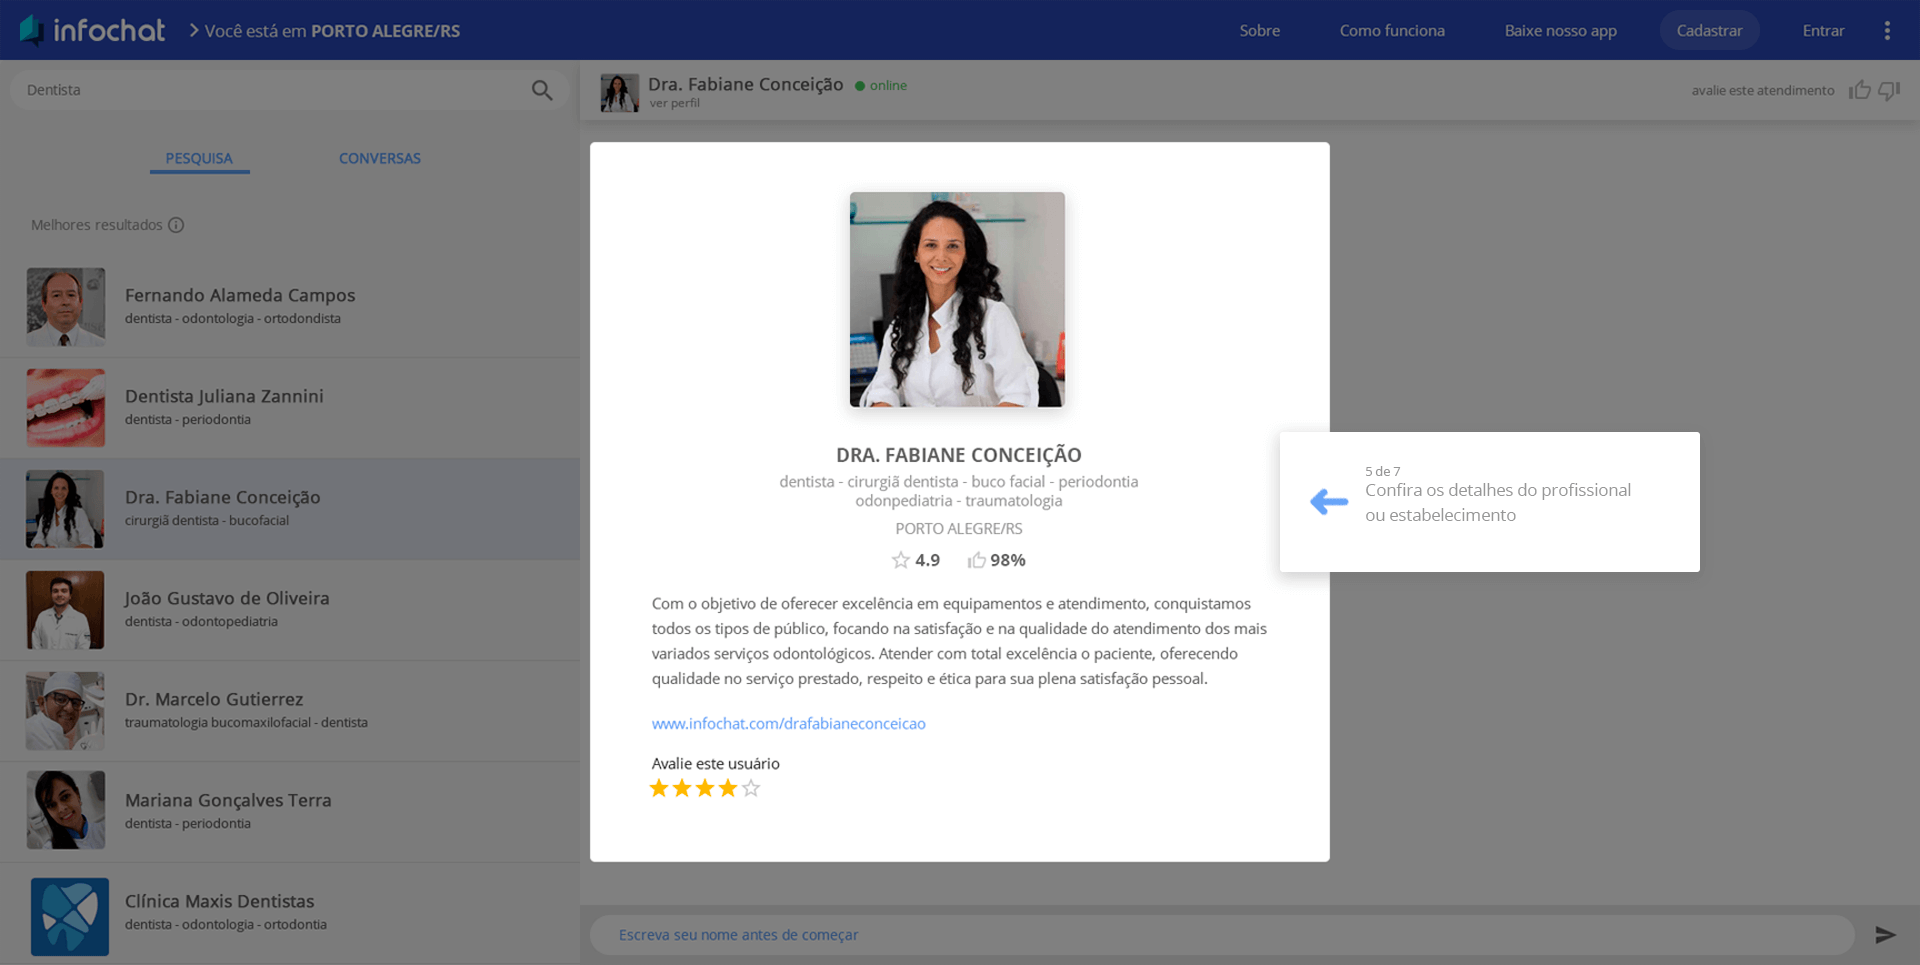 infochat
Você está em PORTO ALEGRE/RS
Sobre
Como funciona
Baixe nosso app
Cadastrar
Entrar
Dentista
PESQUISA
CONVERSAS
Melhores resultados
Fernando Alameda Campos
dentista - odontologia - ortodondista
Dentista Juliana Zannini
dentista - periodontia
Dra. Fabiane Conceição
cirurgiã dentista - bucofacial
João Gustavo de Oliveira
dentista - odontopediatria
Dr. Marcelo Gutierrez
traumatologia bucomaxilofacial - dentista
Mariana Gonçalves Terra
dentista - periodontia
Clínica Maxis Dentistas
dentista - odontologia - ortodontia
Dra. Fabiane Conceição
online
ver perfil
avalie este atendimento
DRA. FABIANE CONCEIÇÃO
dentista - cirurgiã dentista - buco facial - periodontia
odonpediatria - traumatologia
PORTO ALEGRE/RS
4.9
98%
Com o objetivo de oferecer excelência em equipamentos e atendimento, conquistamos
todos os tipos de público, focando na satisfação e na qualidade do atendimento dos mais
variados serviços odontológicos. Atender com total excelência o paciente, oferecendo
qualidade no serviço prestado, respeito e ética para sua plena satisfação pessoal.
www.infochat.com/drafabianeconceicao
Avalie este usuário
5 de 7
Confira os detalhes do profissional
ou estabelecimento
Escreva seu nome antes de começar